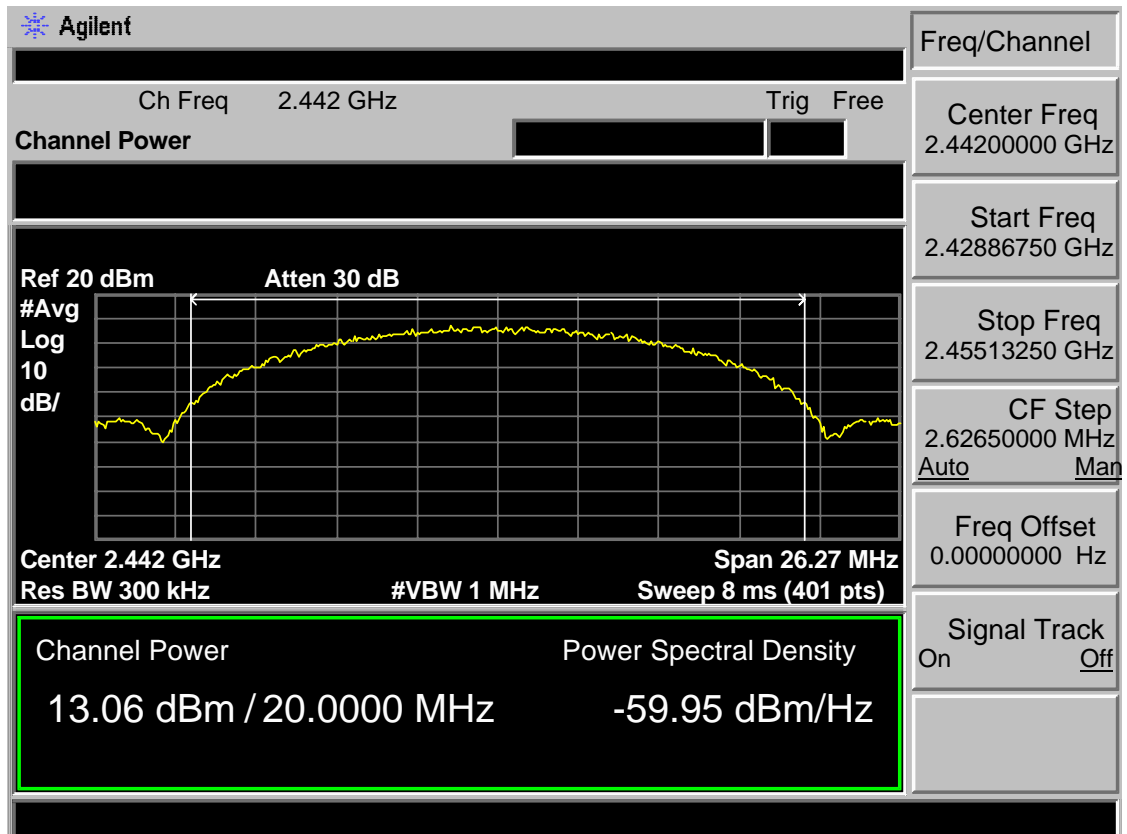 Agilent
Freq/Channel
Ch Freq 2.442 GHz Trig Free
Channel Power
Center Freq
2.44200000 GHz
Start Freq
2.42886750 GHz
Stop Freq
2.45513250 GHz
CF Step
2.62650000 MHz
Auto Man
Freq Offset
0.00000000 Hz
Signal Track
On Off
Ref 20 dBm Atten 30 dB
#Avg
Log
10
dB/
Center 2.442 GHz Span 26.27 MHz
Res BW 300 kHz #VBW 1 MHz Sweep 8 ms (401 pts)
Channel Power Power Spectral Density
13.06 dBm / 20.0000 MHz -59.95 dBm/Hz